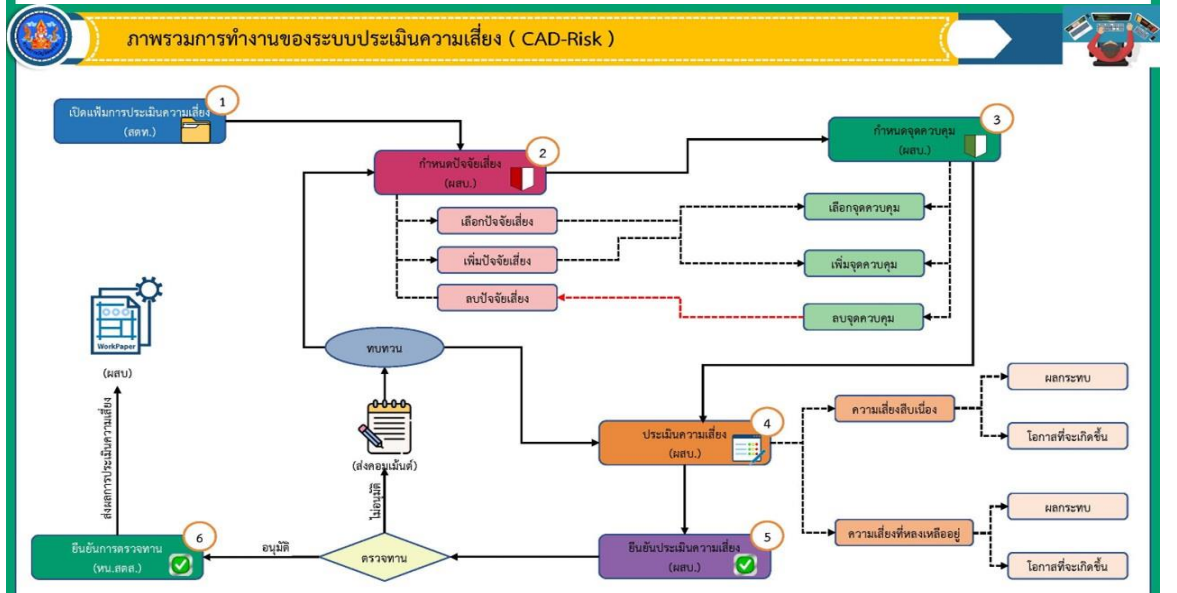 ภาพรวมการทำงานของระบบประเมินความเสี่ยง ( CAD-Risk )
1
เปิดแฟ้มการประเมินความเสี่ยง
(สตท.)
2
กำหนดปัจจัยเสี่ยง
(ผสบ.)
3
กำหนดจุดควบคุม
(ผสบ.)
เลือกปัจจัยเสี่ยง
เพิ่มปัจจัยเสี่ยง
ลบปัจจัยเสี่ยง
เลือกจุดควบคุม
เพิ่มจุดควบคุม
ลบจุดควบคุม
WorkPaper
(ผสบ)
ส่งผลการประเมินความเสี่ยง
ทบทวน
(ส่งคอมเม้นต์)
ไม่อนุมัติ
4
ประเมินความเสี่ยง
(ผสบ.)
ความเสี่ยงสืบเนื่อง
ผลกระทบ
โอกาสที่จะเกิดขึ้น
ความเสี่ยงที่หลงเหลืออยู่
ผลกระทบ
โอกาสที่จะเกิดขึ้น
5
ยืนยันประเมินความเสี่ยง
(ผสบ.)
ตรวจทาน
อนุมัติ
6
ยืนยันการตรวจทาน
(หน.สตส.)